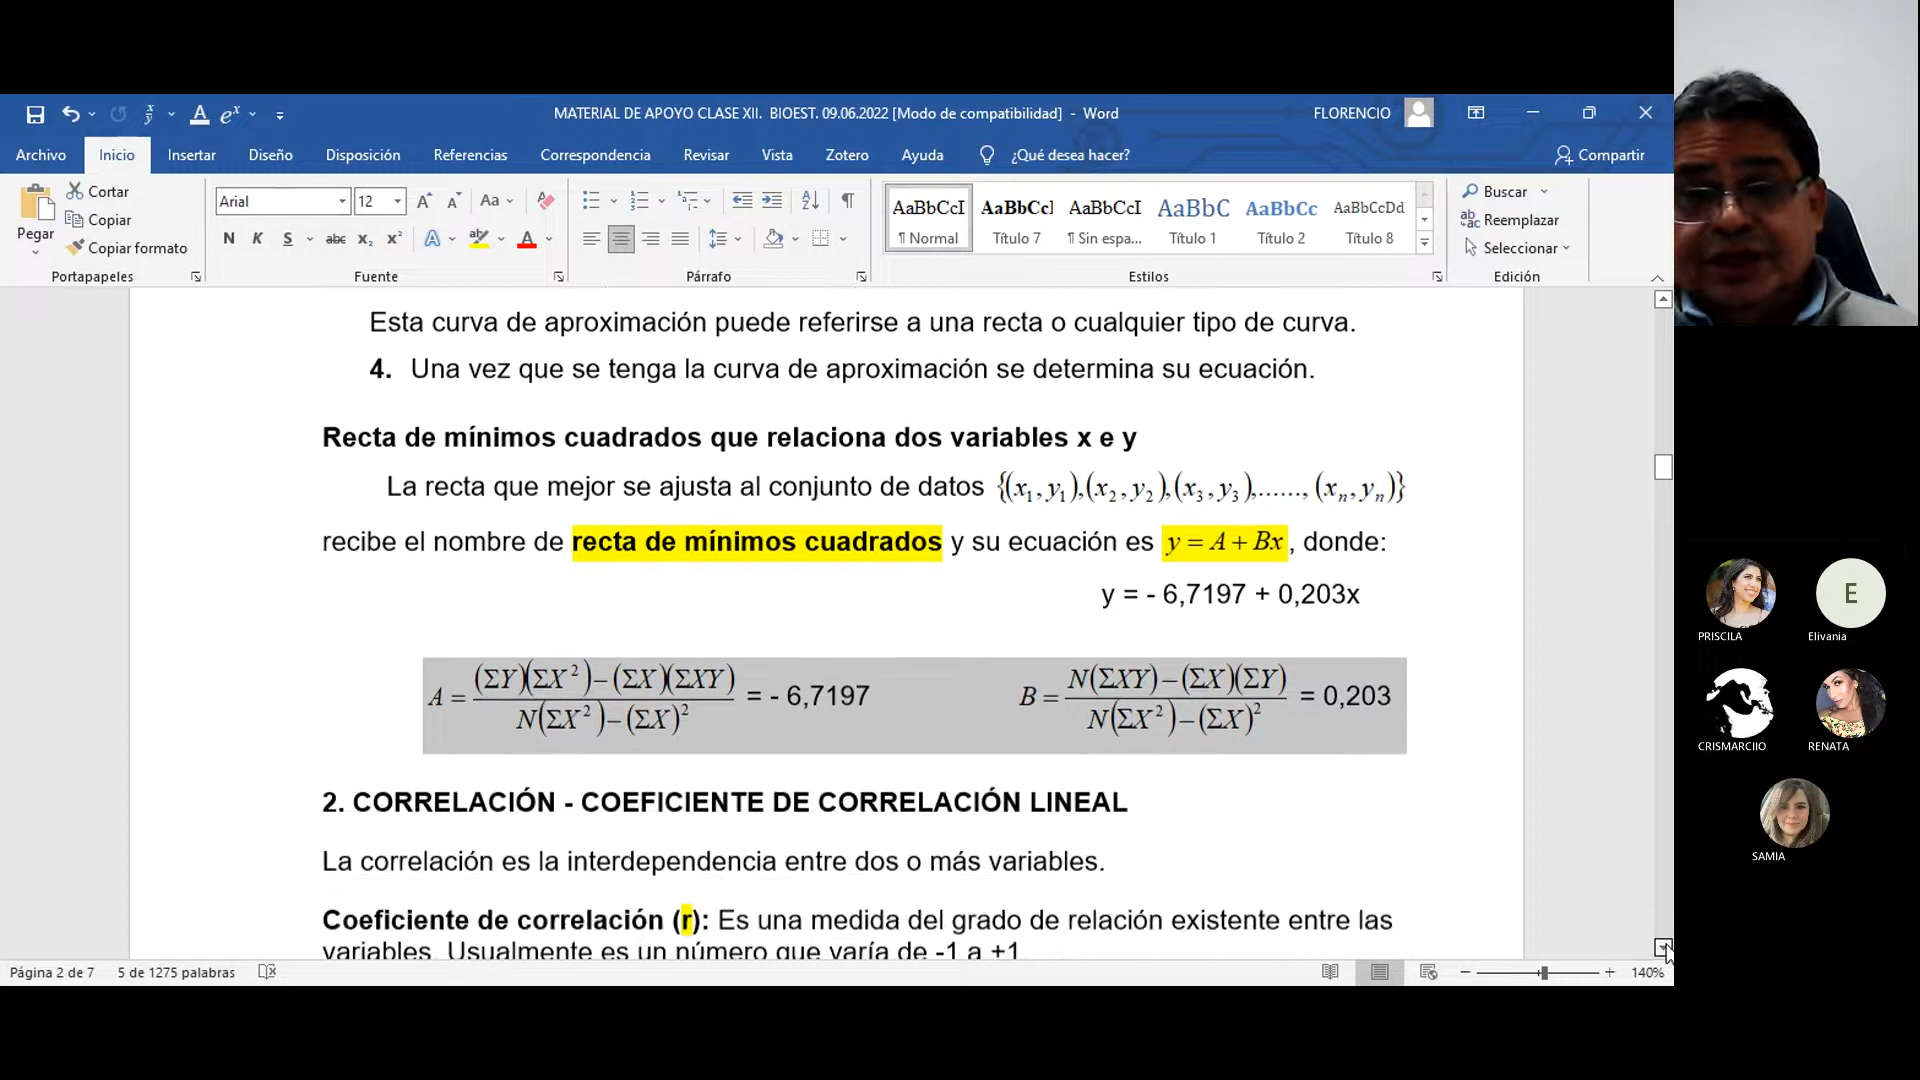 MATERIAL DE APOYO CLASE XII. BIOEST. 09.06.2022 [Modo de compatibilidad] - Word
FLORENCIO
Archivo Inicio Insertar Diseño Disposición Referencias Correspondencia Revisar Vista Zotero Ayuda ¿Qué desea hacer? Compartir
Pegar
Cortar
Copiar
Copiar formato
Portapapeles
Arial 12
Fuente
Párrafo
AaBbCcI AaBbCcI AaBbCcI AaBbC AaBbCc AaBbCcDd
¶ Normal Título 7 ¶ Sin espa... Título 1 Título 2 Título 8
Estilos
Buscar
Reemplazar
Seleccionar
Edición
Esta curva de aproximación puede referirse a una recta o cualquier tipo de curva.
4. Una vez que se tenga la curva de aproximación se determina su ecuación.
Recta de mínimos cuadrados que relaciona dos variables x e y
La recta que mejor se ajusta al conjunto de datos {(x₁, y₁),(x₂, y₂),(x₃, y₃),......, (xₙ, yₙ)}
recibe el nombre de recta de mínimos cuadrados y su ecuación es y = A + Bx , donde:
y = - 6,7197 + 0,203x
A = (ΣY)(ΣX²)−(ΣX)(ΣXY) / N(ΣX²)−(ΣX)² = - 6,7197 B = N(ΣXY)−(ΣX)(ΣY) / N(ΣX²)−(ΣX)² = 0,203
2. CORRELACIÓN - COEFICIENTE DE CORRELACIÓN LINEAL
La correlación es la interdependencia entre dos o más variables.
Coeficiente de correlación (r): Es una medida del grado de relación existente entre las
variables. Usualmente es un número que varía de -1 a +1
Página 2 de 7 5 de 1275 palabras 140%
PRISCILA
E
Elivania
CRISMARCIIO
RENATA
SAMIA